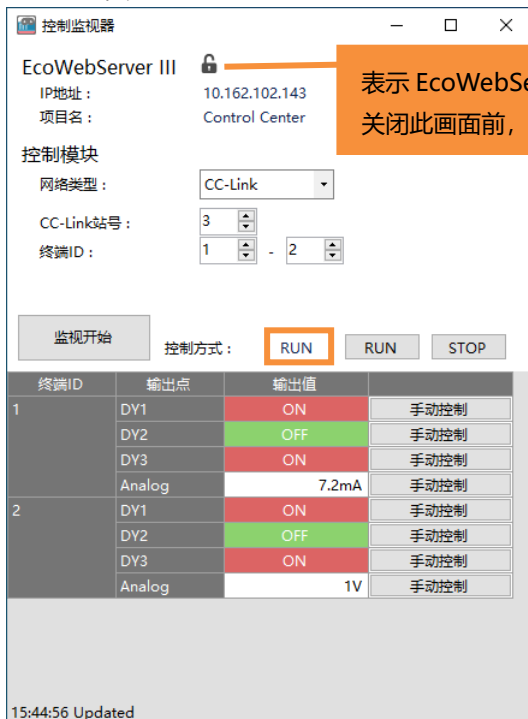 控制监视器
EcoWebServer III
IP地址： 10.162.102.143
项目名： Control Center
表示 EcoWebSe
关闭此画面前，
控制模块
网络类型： CC-Link
CC-Link站号： 3
终端ID： 1 - 2
监视开始 控制方式： RUN RUN STOP
终端ID 输出点 输出值
1 DY1 ON 手动控制
DY2 OFF 手动控制
DY3 ON 手动控制
Analog 7.2mA 手动控制
2 DY1 ON 手动控制
DY2 OFF 手动控制
DY3 ON 手动控制
Analog 1V 手动控制
15:44:56 Updated